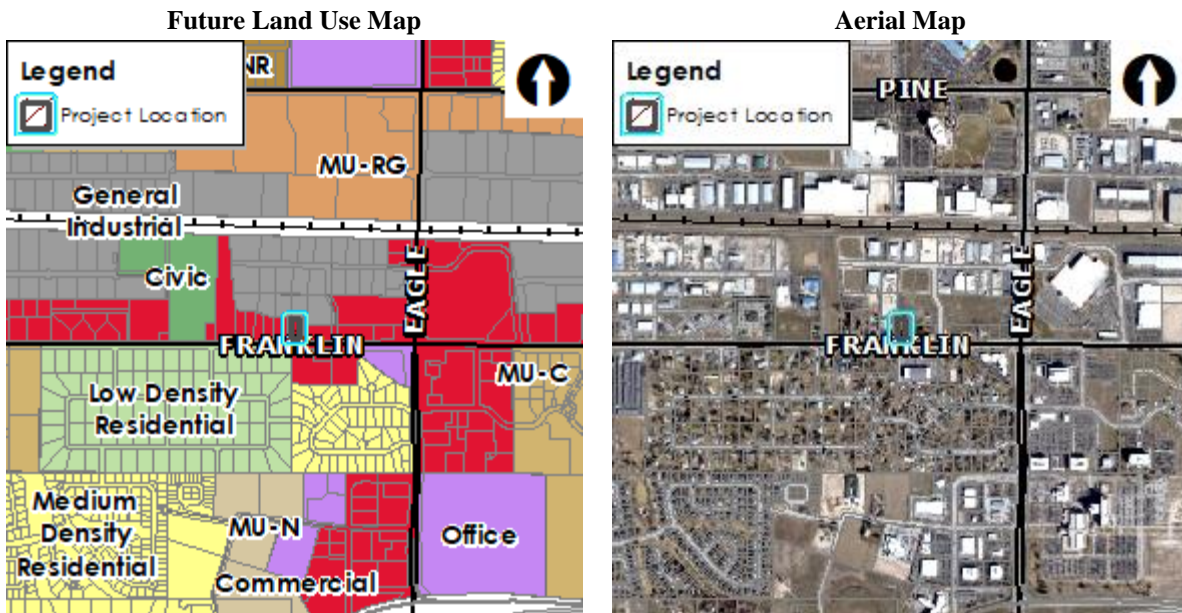 Future Land Use Map
Legend
Project Location
NR
MU-RG
General
Industrial
Civic
EAGLE
FRANKLIN
MU-C
Low Density
Residential
Medium
Density
Residential
MU-N
Office
Commercial
Aerial Map
Legend
Project Location
PINE
EAGLE
FRANKLIN